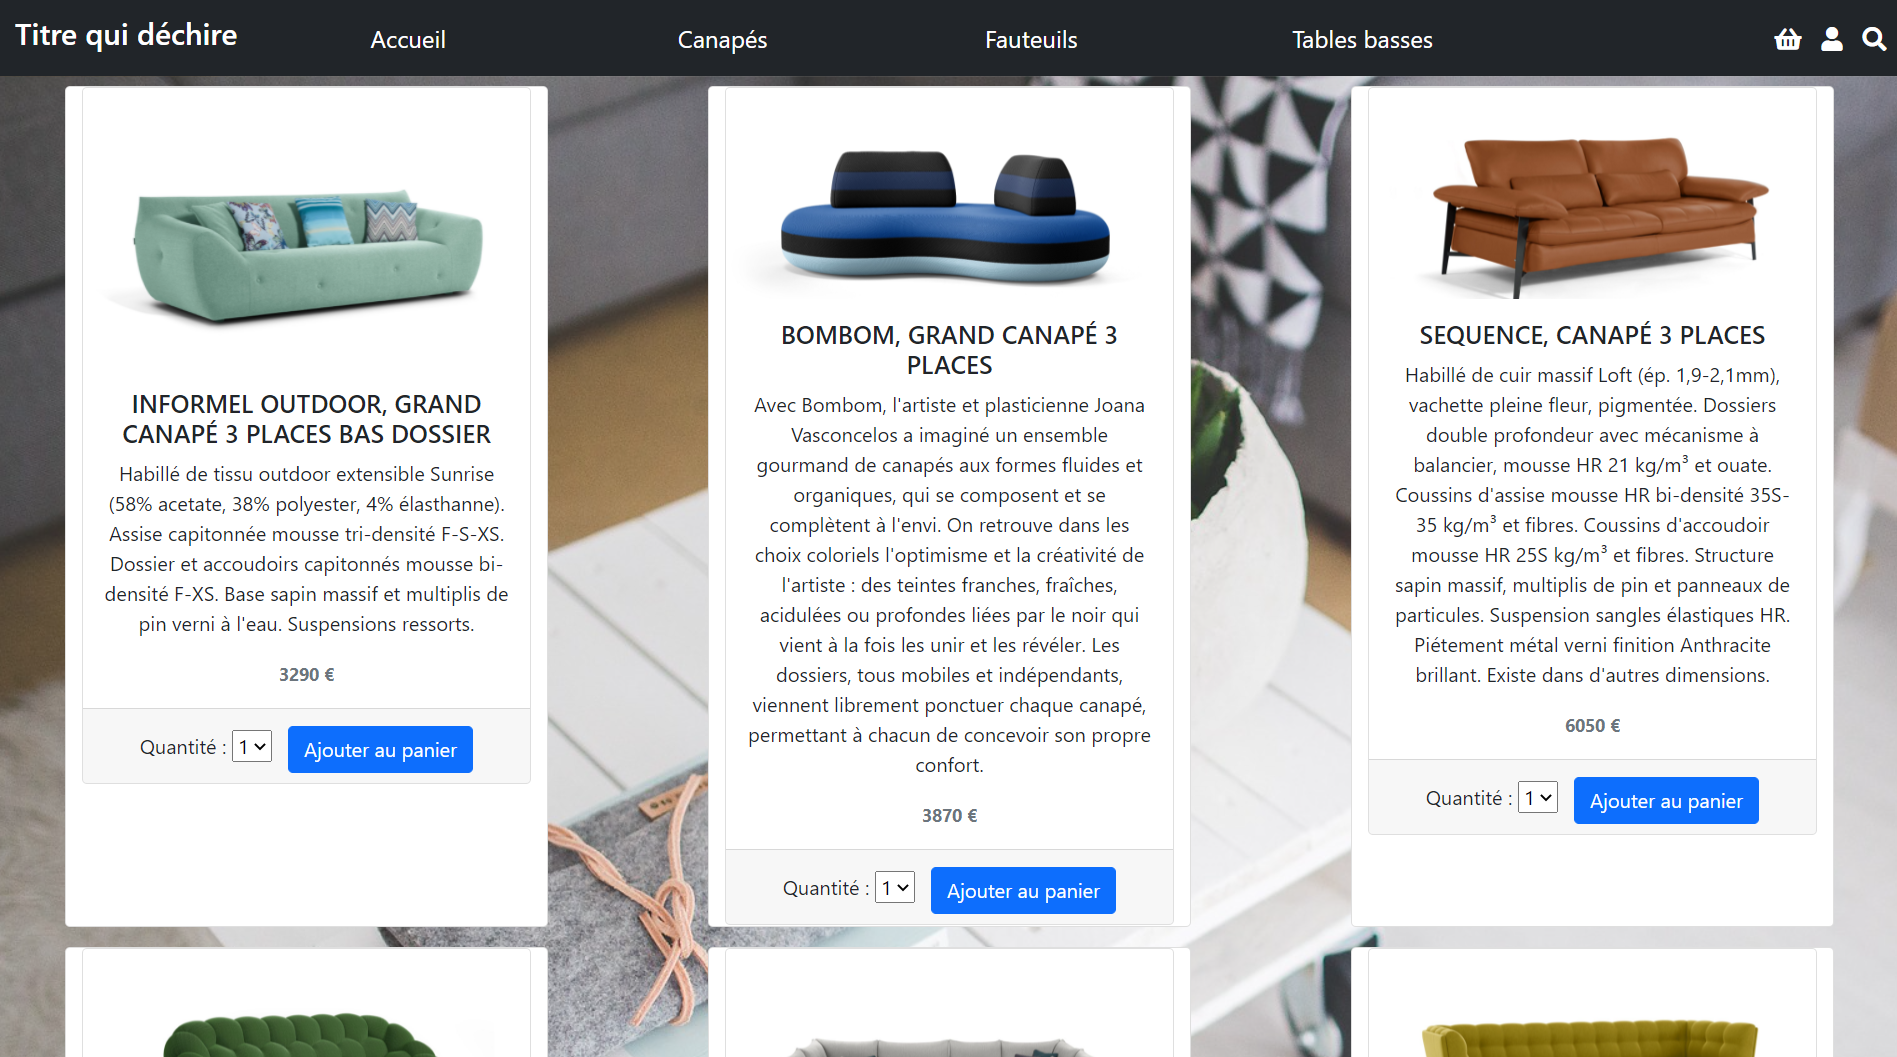 Titre qui déchire
Accueil
Canapés
Fauteuils
Tables basses
INFORMEL OUTDOOR, GRAND
CANAPÉ 3 PLACES BAS DOSSIER
Habillé de tissu outdoor extensible Sunrise
(58% acetate, 38% polyester, 4% élasthanne).
Assise capitonnée mousse tri-densité F-S-XS.
Dossier et accoudoirs capitonnés mousse bi-
densité F-XS. Base sapin massif et multiplis de
pin verni à l'eau. Suspensions ressorts.
3290 €
Quantité : 1
Ajouter au panier
BOMBOM, GRAND CANAPÉ 3
PLACES
Avec Bombom, l'artiste et plasticienne Joana
Vasconcelos a imaginé un ensemble
gourmand de canapés aux formes fluides et
organiques, qui se composent et se
complètent à l'envi. On retrouve dans les
choix coloriels l'optimisme et la créativité de
l'artiste : des teintes franches, fraîches,
acidulées ou profondes liées par le noir qui
vient à la fois les unir et les révéler. Les
dossiers, tous mobiles et indépendants,
viennent librement ponctuer chaque canapé,
permettant à chacun de concevoir son propre
confort.
3870 €
Quantité : 1
Ajouter au panier
SEQUENCE, CANAPÉ 3 PLACES
Habillé de cuir massif Loft (ép. 1,9-2,1mm),
vachette pleine fleur, pigmentée. Dossiers
double profondeur avec mécanisme à
balancier, mousse HR 21 kg/m³ et ouate.
Coussins d'assise mousse HR bi-densité 35S-
35 kg/m³ et fibres. Coussins d'accoudoir
mousse HR 25S kg/m³ et fibres. Structure
sapin massif, multiplis de pin et panneaux de
particules. Suspension sangles élastiques HR.
Piétement métal verni finition Anthracite
brillant. Existe dans d'autres dimensions.
6050 €
Quantité : 1
Ajouter au panier